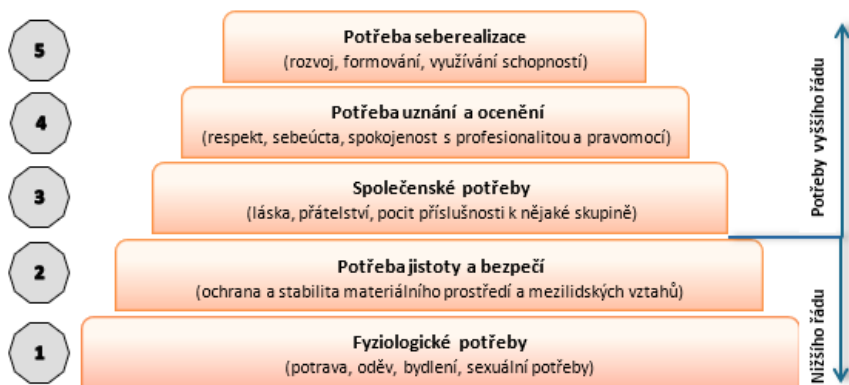 5
Potřeba seberealizace
(rozvoj, formování, využívání schopností)
4
Potřeba uznání a ocenění
(respekt, sebeúcta, spokojenost s profesionalitou a pravomocí)
3
Společenské potřeby
(láska, přátelství, pocit příslušnosti k nějaké skupině)
2
Potřeba jistoty a bezpečí
(ochrana a stabilita materiálního prostředí a mezilidských vztahů)
1
Fyziologické potřeby
(potrava, oděv, bydlení, sexuální potřeby)
Potřeby vyššího řádu
Nižšího řádu